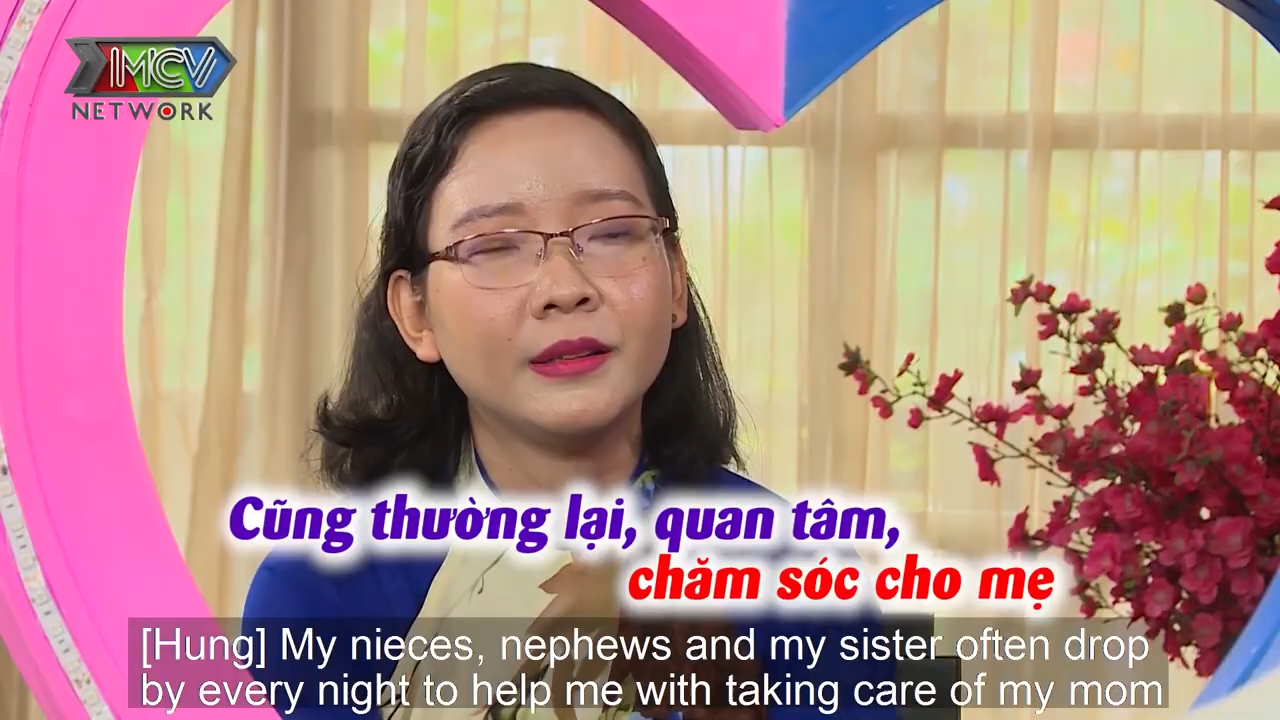 MCV
NETWORK
Cũng thường lại, quan tâm,
chăm sóc cho mẹ
[Hung] My nieces, nephews and my sister often drop
by every night to help me with taking care of my mom